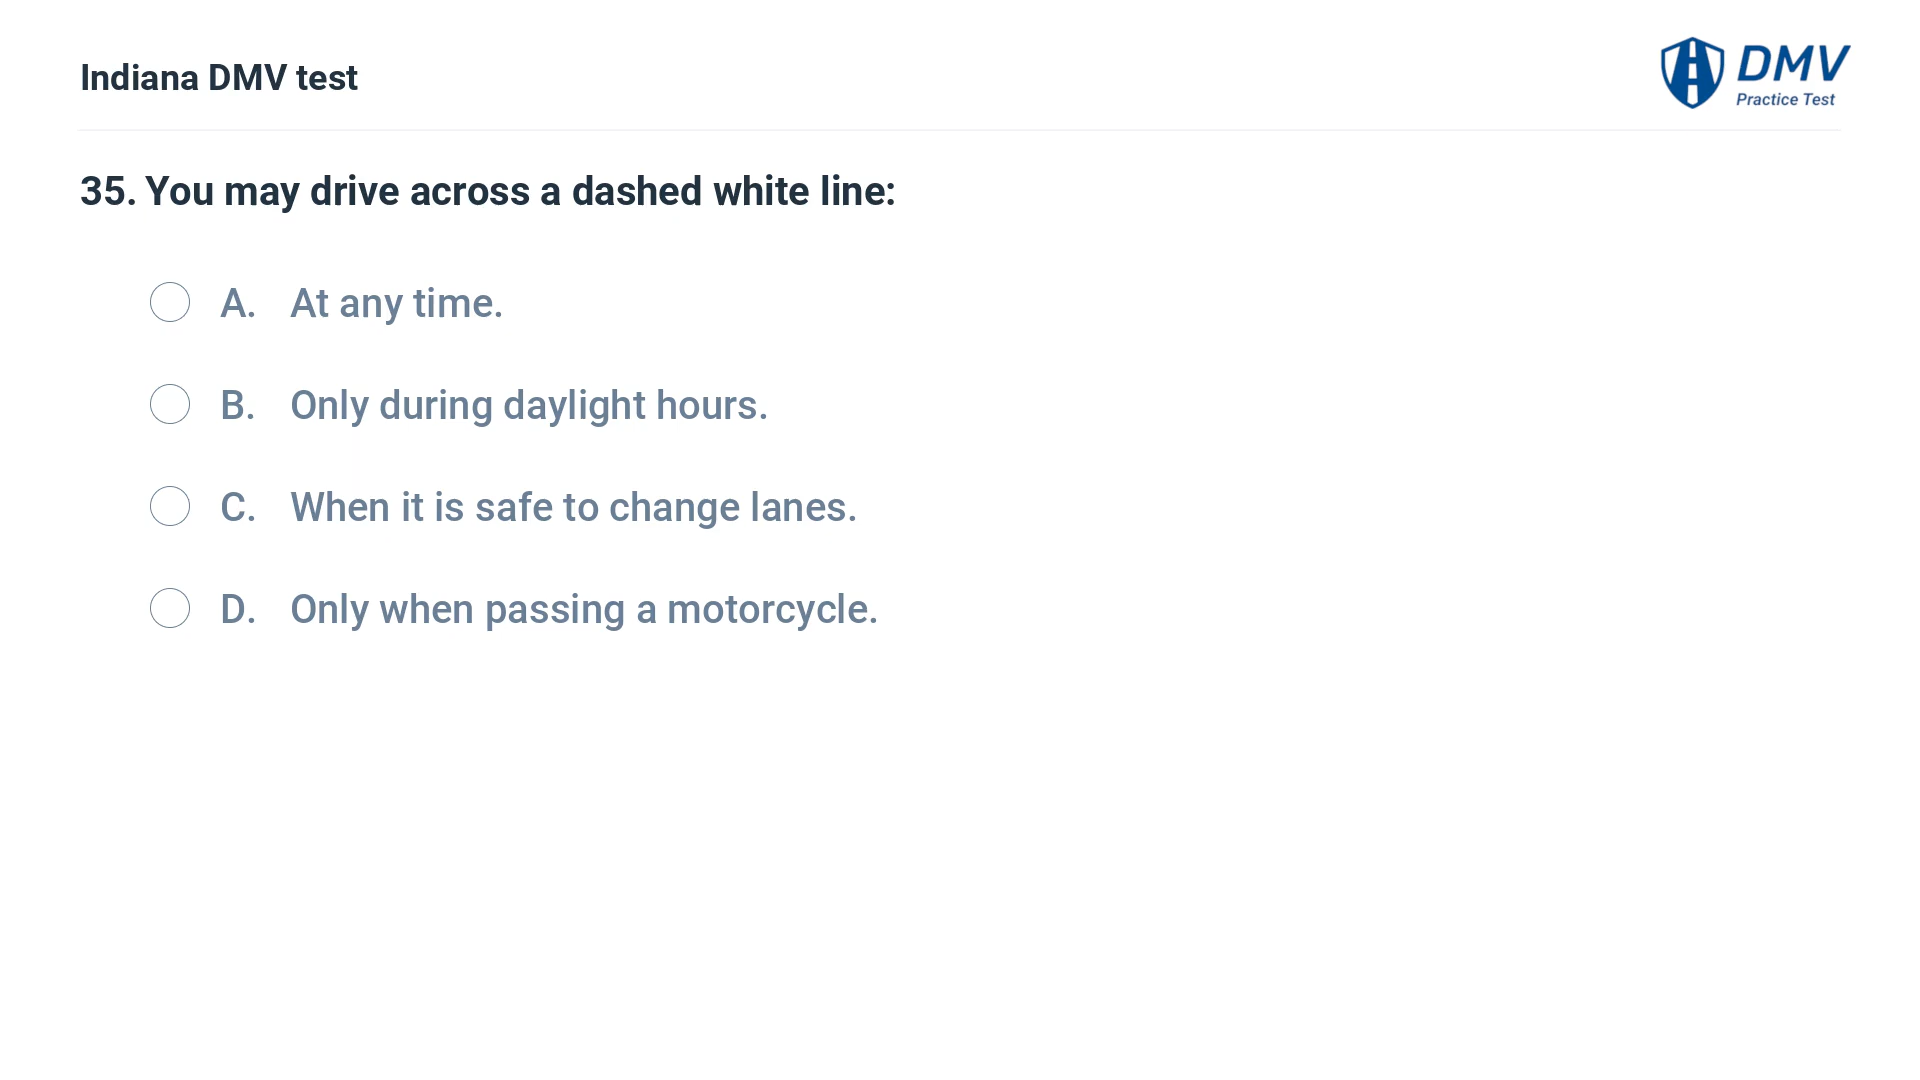 Indiana DMV test
DMV
Practice Test
35. You may drive across a dashed white line:
A. At any time.
B. Only during daylight hours.
C. When it is safe to change lanes.
D. Only when passing a motorcycle.